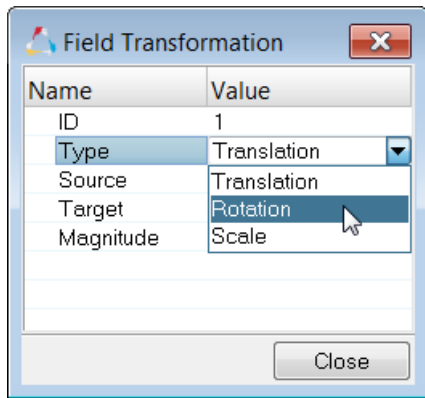 Field Transformation
Name Value
ID 1
Type Translation
Source Translation
Target Rotation
Magnitude Scale
Close